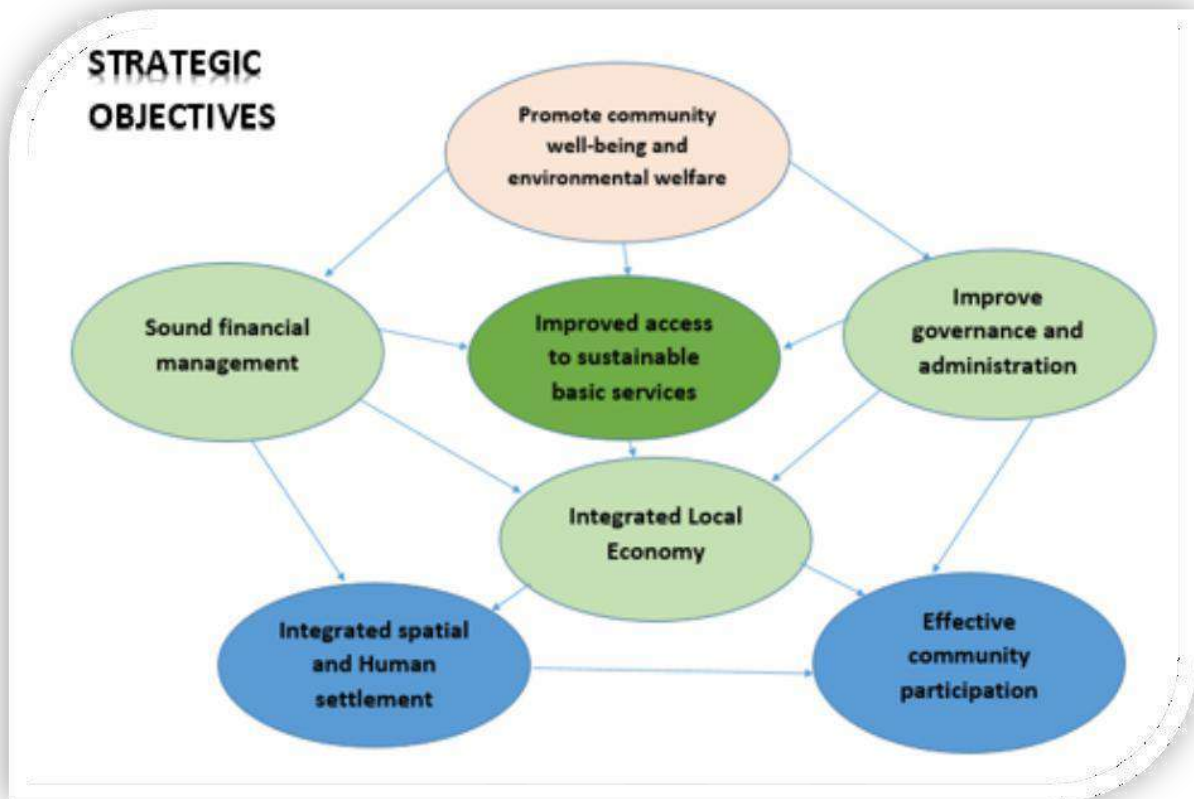 STRATEGIC
OBJECTIVES
Promote community
well-being and
environmental welfare
Sound financial
management
Improved access
to sustainable
basic services
Improve
governance and
administration
Integrated Local
Economy
Integrated spatial
and Human
settlement
Effective
community
participation